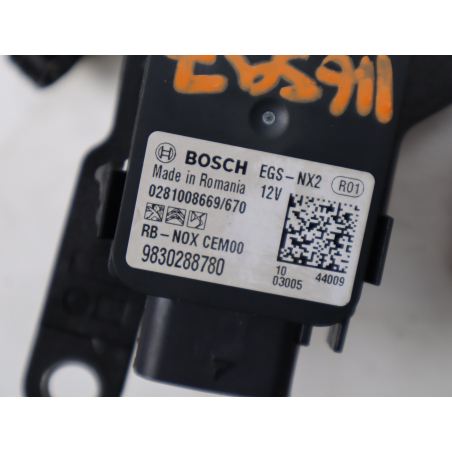 BOSCH EGS-NX2 R01
Made in Romania 12V
0281008669/670
RB-NOX CEM00
9830288780
10 44009
03005